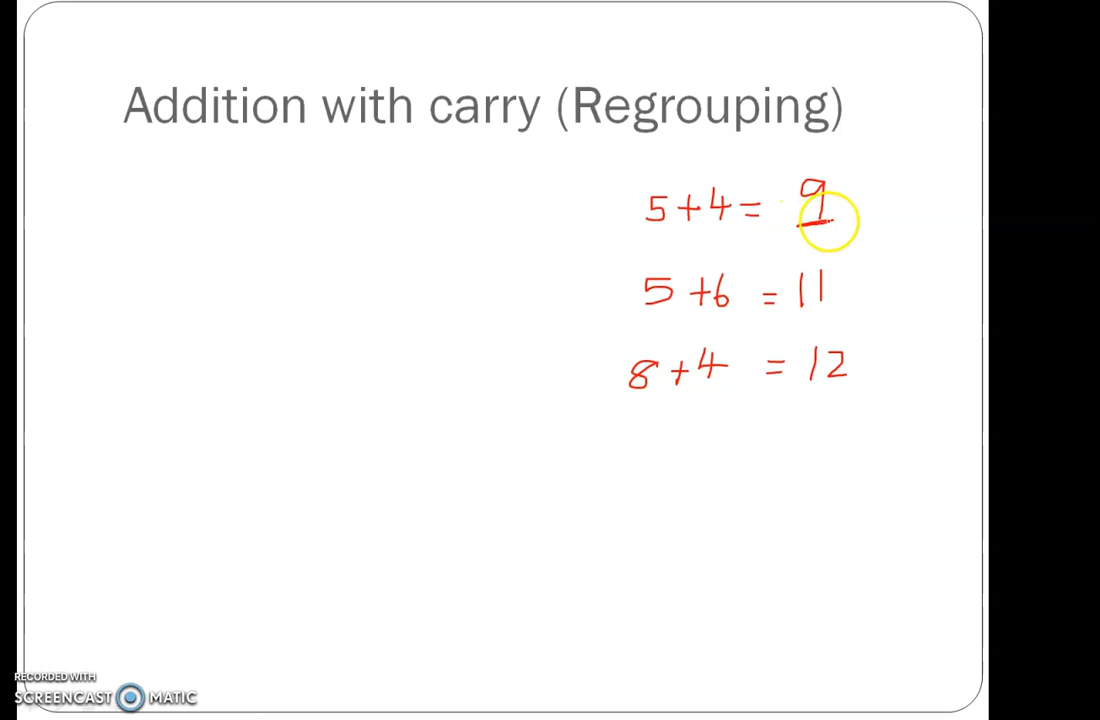 Addition with carry (Regrouping)
5+4= 9
5+6 = 11
8+4 = 12
RECORDED WITH
SCREENCAST MATIC